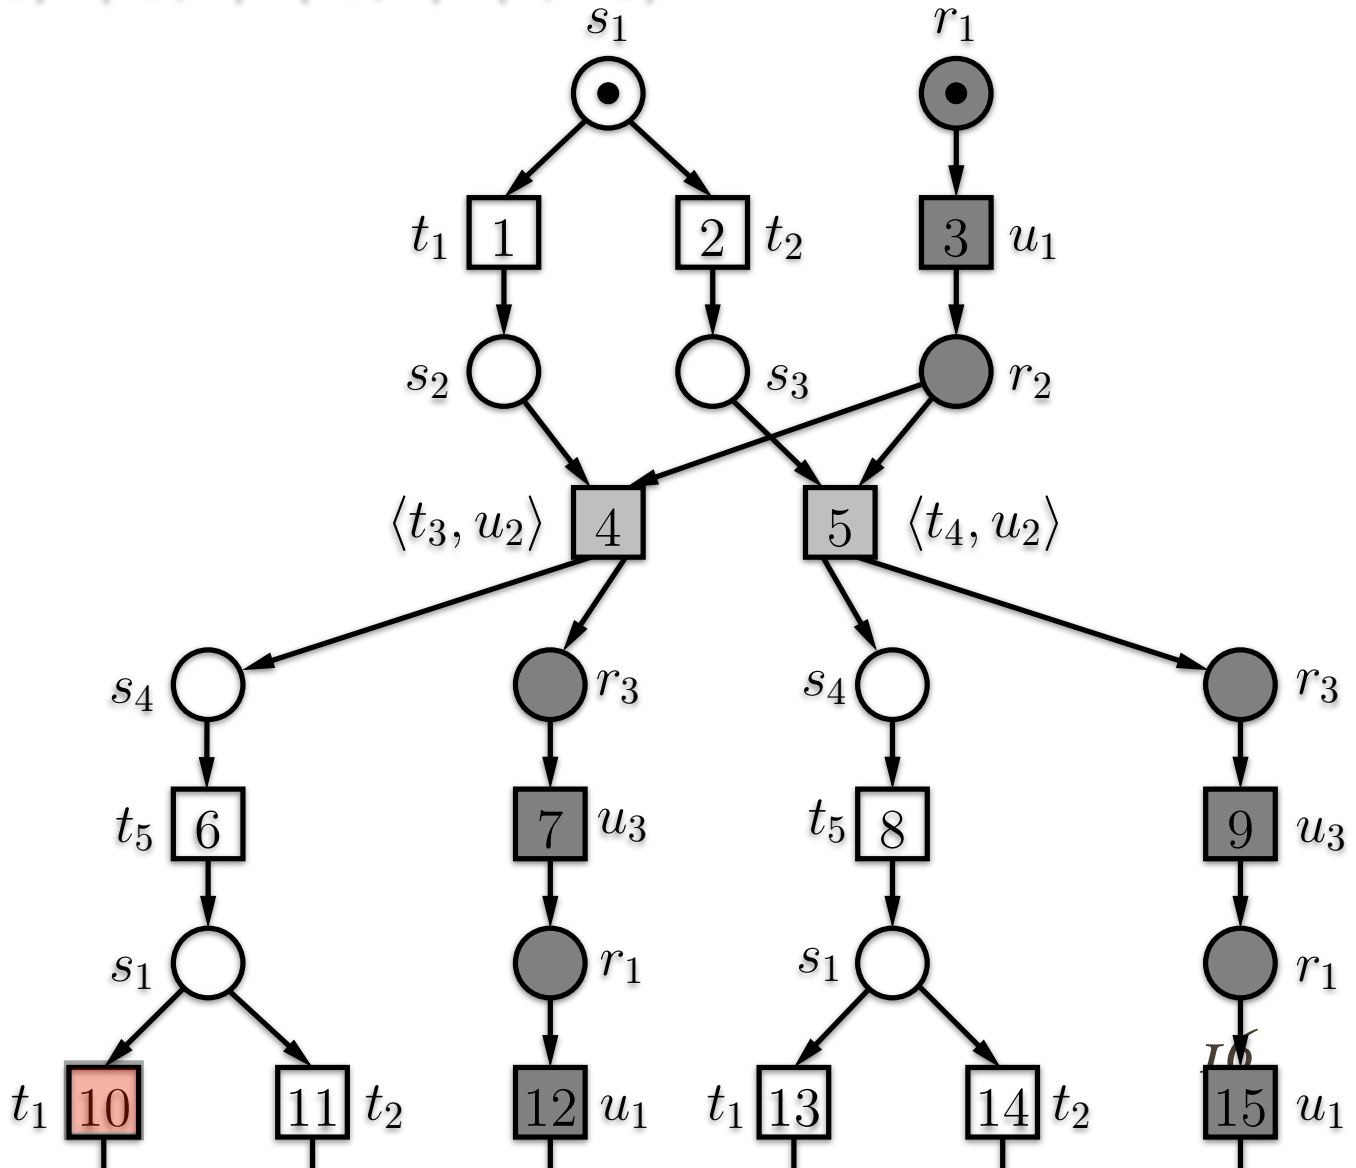 s₁ r₁
t₁ 1 2 t₂ 3 u₁
s₂ s₃ r₂
⟨t₃, u₂⟩ 4 5 ⟨t₄, u₂⟩
s₄ r₃ s₄ r₃
t₅ 6 7 u₃ t₅ 8 9 u₃
s₁ r₁ s₁ r₁
t₁ 10 11 t₂ 12 u₁ t₁ 13 14 t₂ 15 u₁